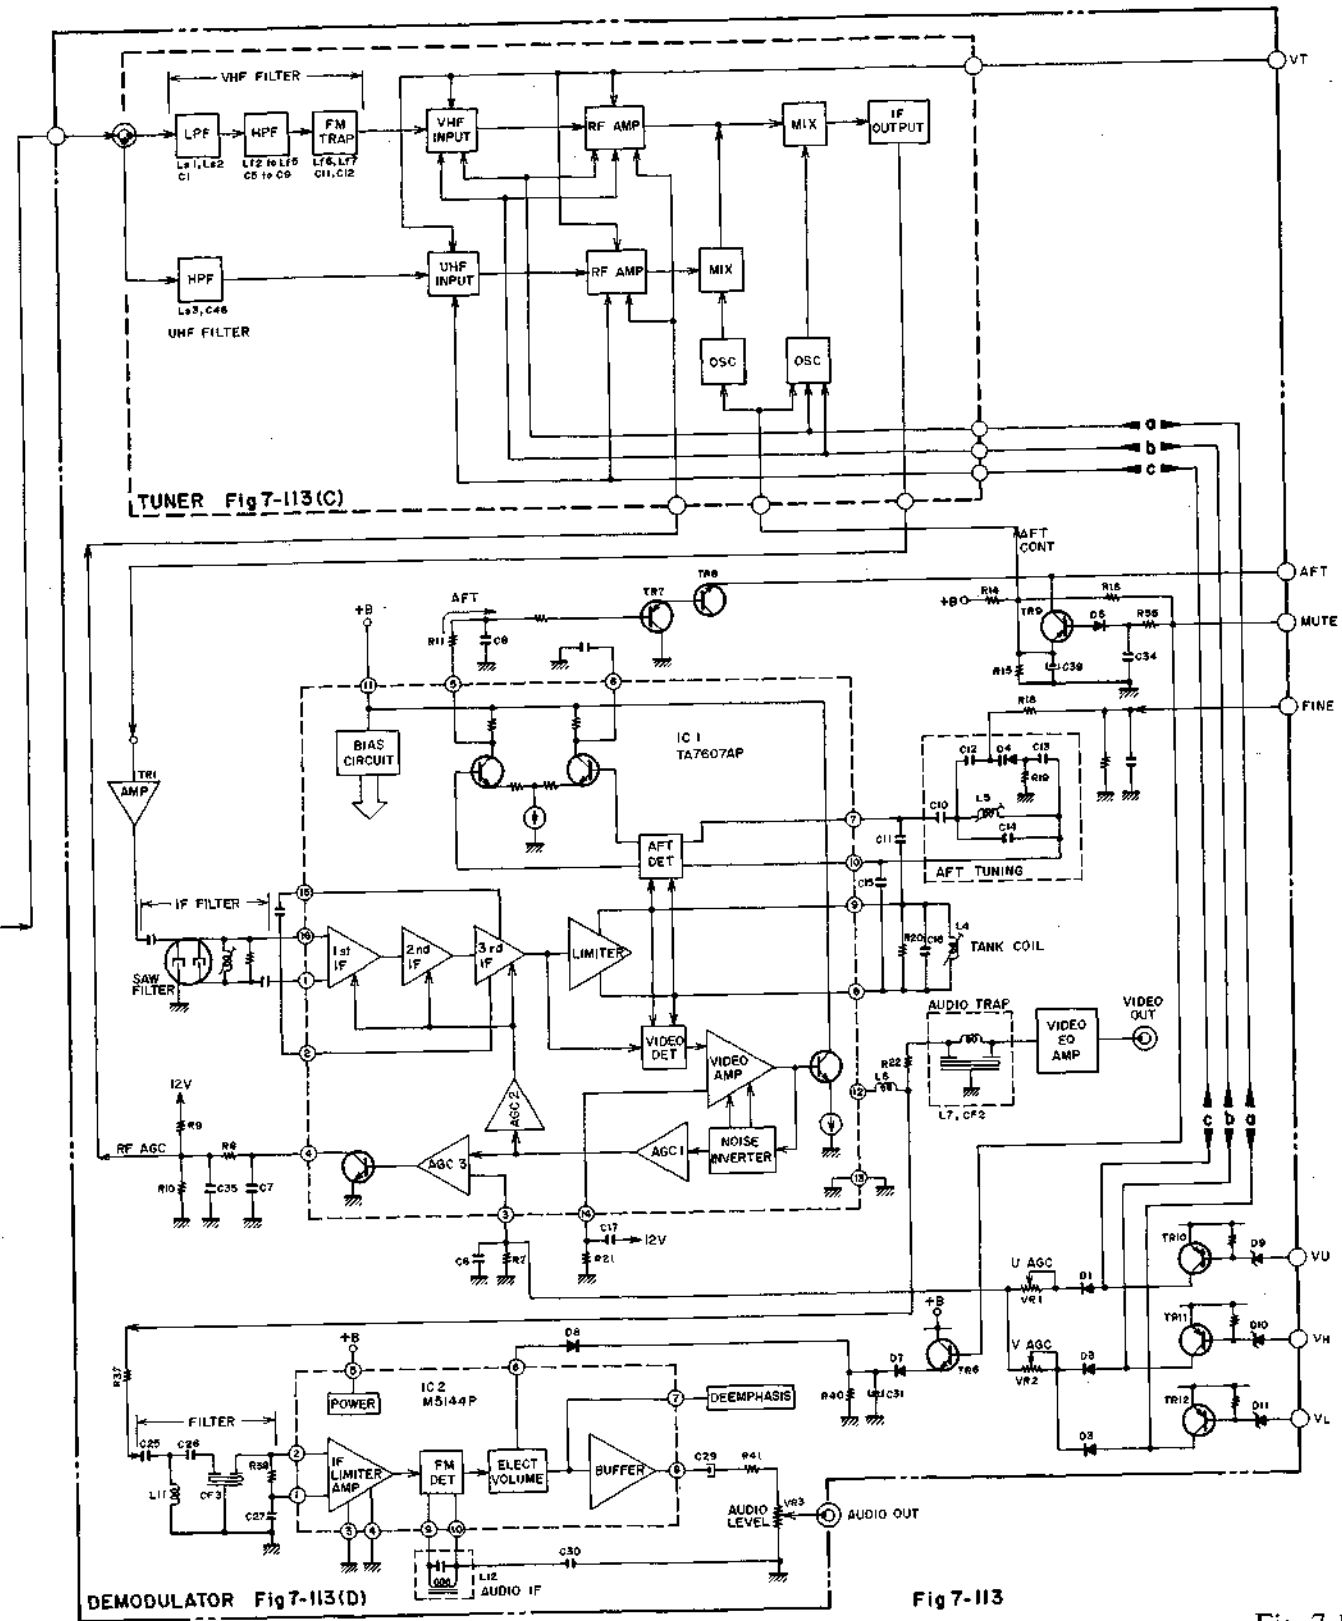 VHF FILTER
LPF
HPF
FM TRAP
VHF INPUT
RF AMP
MIX
IF OUTPUT
VT
Ls1, Ls2
C1
Lf2 to Lf5
C5 to C9
Lf6, Lf7
C11, C12
HPF
Ls3, C46
UHF FILTER
UHF INPUT
RF AMP
MIX
OSC
OSC
a
b
c
TUNER Fig 7-113(C)
AFT CONT
AFT
TR7
TR8
+B
R14
R16
TR9
D5
R56
MUTE
AFT
R11
C8
+B
R15
C39
C34
11
5
6
R18
FINE
BIAS CIRCUIT
IC1
TA7607AP
C12
D4
C13
R19
C10
L5
C14
AFT TUNING
TR1
AMP
7
C11
AFT DET
10
C15
IF FILTER
15
9
16
1st IF
2nd IF
3rd IF
LIMITER
R20
C16
L4
TANK COIL
SAW FILTER
1
8
2
VIDEO DET
VIDEO AMP
AUDIO TRAP
VIDEO EQ AMP
VIDEO OUT
R22
L6
12
L7, CF2
12V
R9
AGC 2
RF AGC
R8
4
AGC 3
AGC 1
NOISE INVERTER
13
R10
C35
C7
c
b
a
3
14
C6
R7
C17
12V
R21
TR10
D9
VU
U AGC
D1
VR1
TR11
D10
VH
V AGC
VR2
TR12
D11
VL
D3
+B
D8
+B
D7
TR6
R40
C31
R37
5
6
IC2
M5144P
POWER
7
DEEMPHASIS
FILTER
C25
C26
2
IF LIMITER AMP
FM DET
ELECT VOLUME
BUFFER
8
C29
R41
L11
CF3
1
C27
3
4
9
10
AUDIO LEVEL
VR3
AUDIO OUT
L12
C30
AUDIO IF
DEMODULATOR Fig 7-113(D)
Fig 7-113